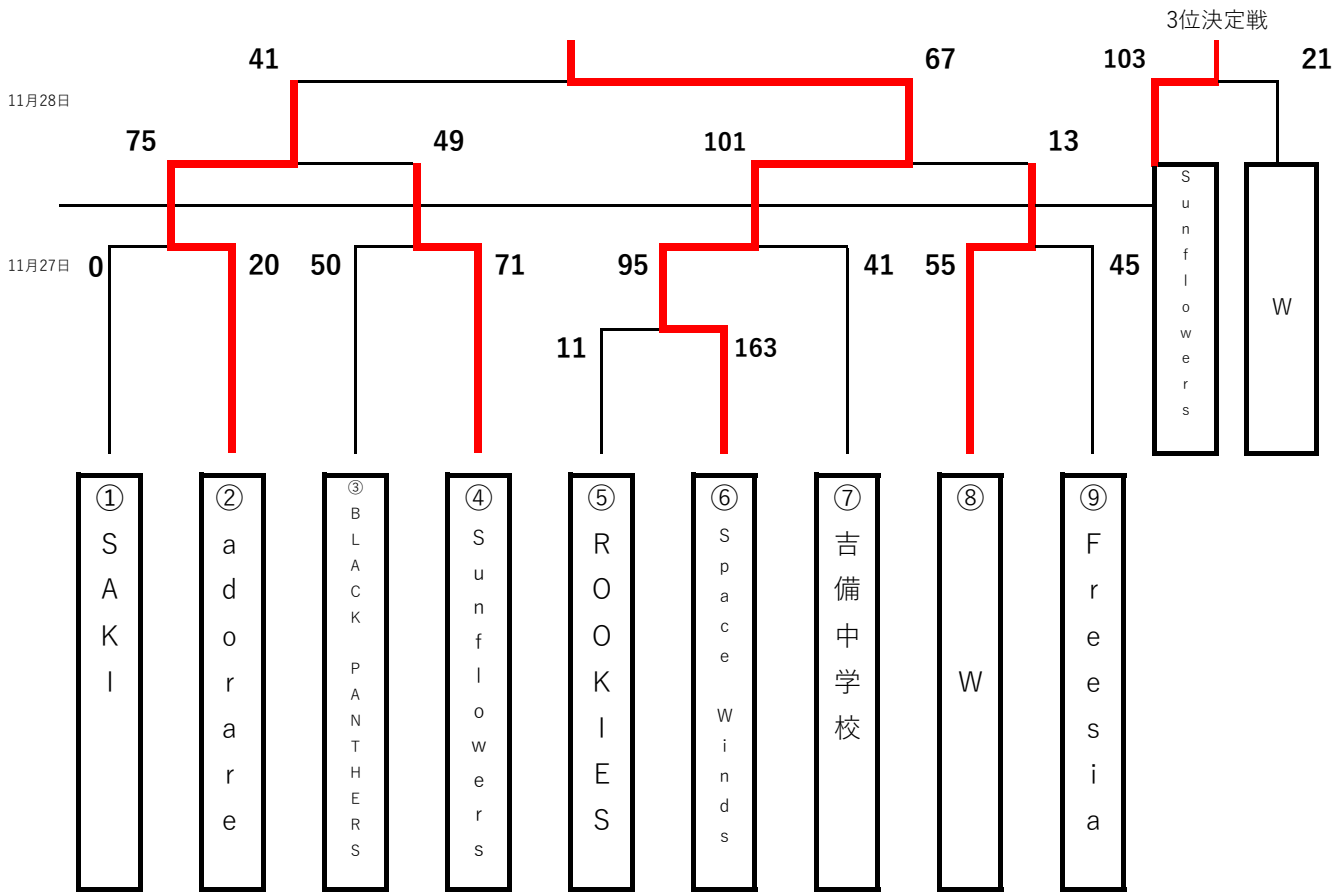 3位決定戦
41
67
103
21
11月28日
75
49
101
13
11月27日
0
20
50
71
95
41
55
45
11
163
Sunflowers
W
①SAKI
②adorare
③BLACK PANTHERS
④Sunflowers
⑤ROOKIES
⑥Space Winds
⑦吉備中学校
⑧W
⑨Freesia